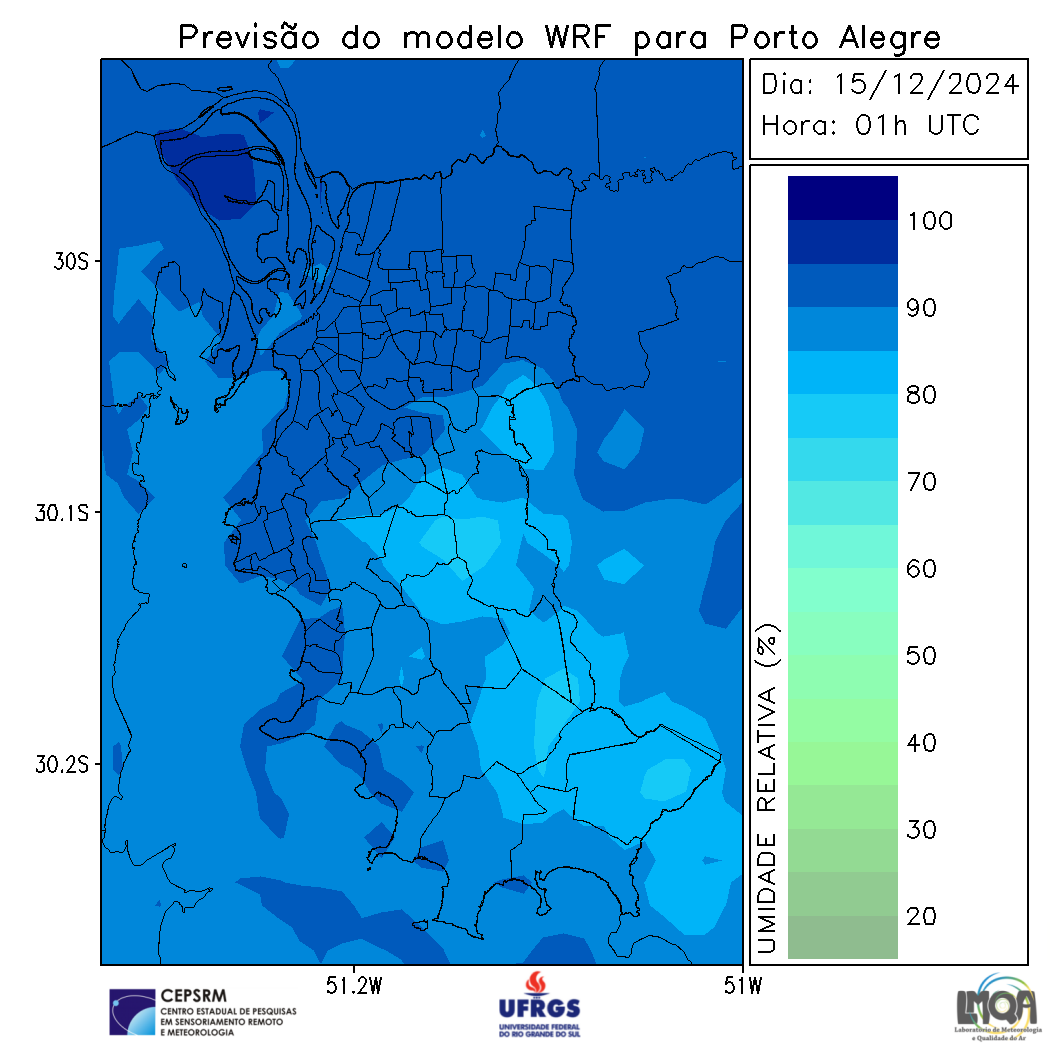 Previsão do modelo WRF para Porto Alegre
Dia: 15/12/2024
Hora: 01h UTC
30S
30.1S
30.2S
51.2W
51W
100
90
80
70
60
50
40
30
20
UMIDADE RELATIVA (%)
CEPSRM
CENTRO ESTADUAL DE PESQUISAS
EM SENSORIAMENTO REMOTO
E METEOROLOGIA
UFRGS
UNIVERSIDADE FEDERAL
DO RIO GRANDE DO SUL
LMQA
Laboratório de Meteorologia
e Qualidade do Ar